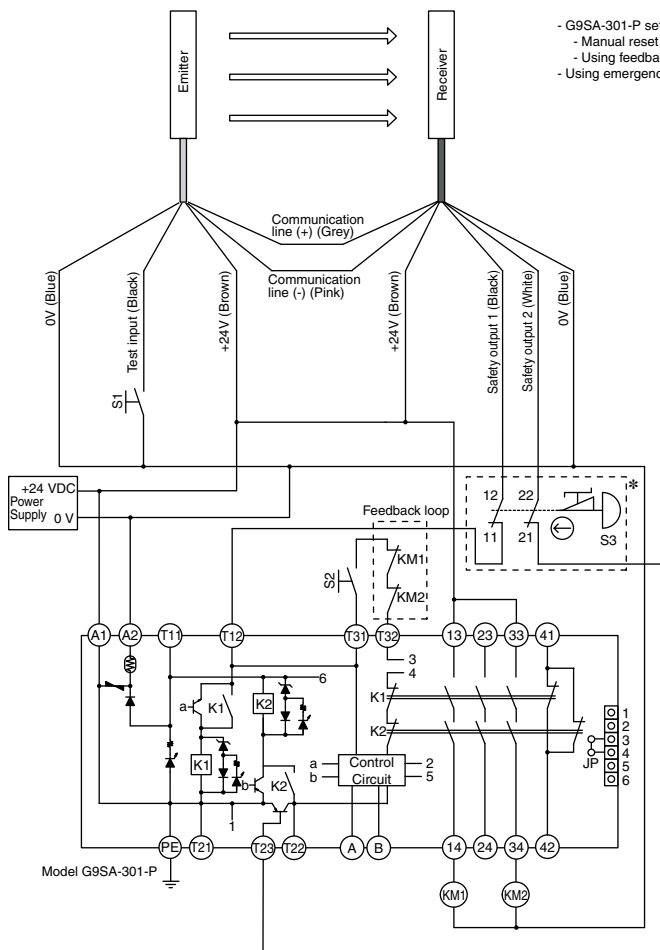 - G9SA-301-P se
- Manual reset
- Using feedba
- Using emergenc
Emitter
Receiver
Communication
line (+) (Grey)
Communication
line (-) (Pink)
0V (Blue)
Test input (Black)
+24V (Brown)
+24V (Brown)
Safety output 1 (Black)
Safety output 2 (White)
0V (Blue)
S1
+24 VDC
Power
Supply 0 V
Feedback loop
KM1
KM2
S2
12 22
11 21
S3
*
A1 A2 T11 T12 T31 T32 13 23 33 41
3
4
6
a K1 K2
K1
K2
K1
b K2
a
b
Control
Circuit
2
5
1
JP
1
2
3
4
5
6
PE T21 T23 T22 A B 14 24 34 42
Model G9SA-301-P
KM1 KM2